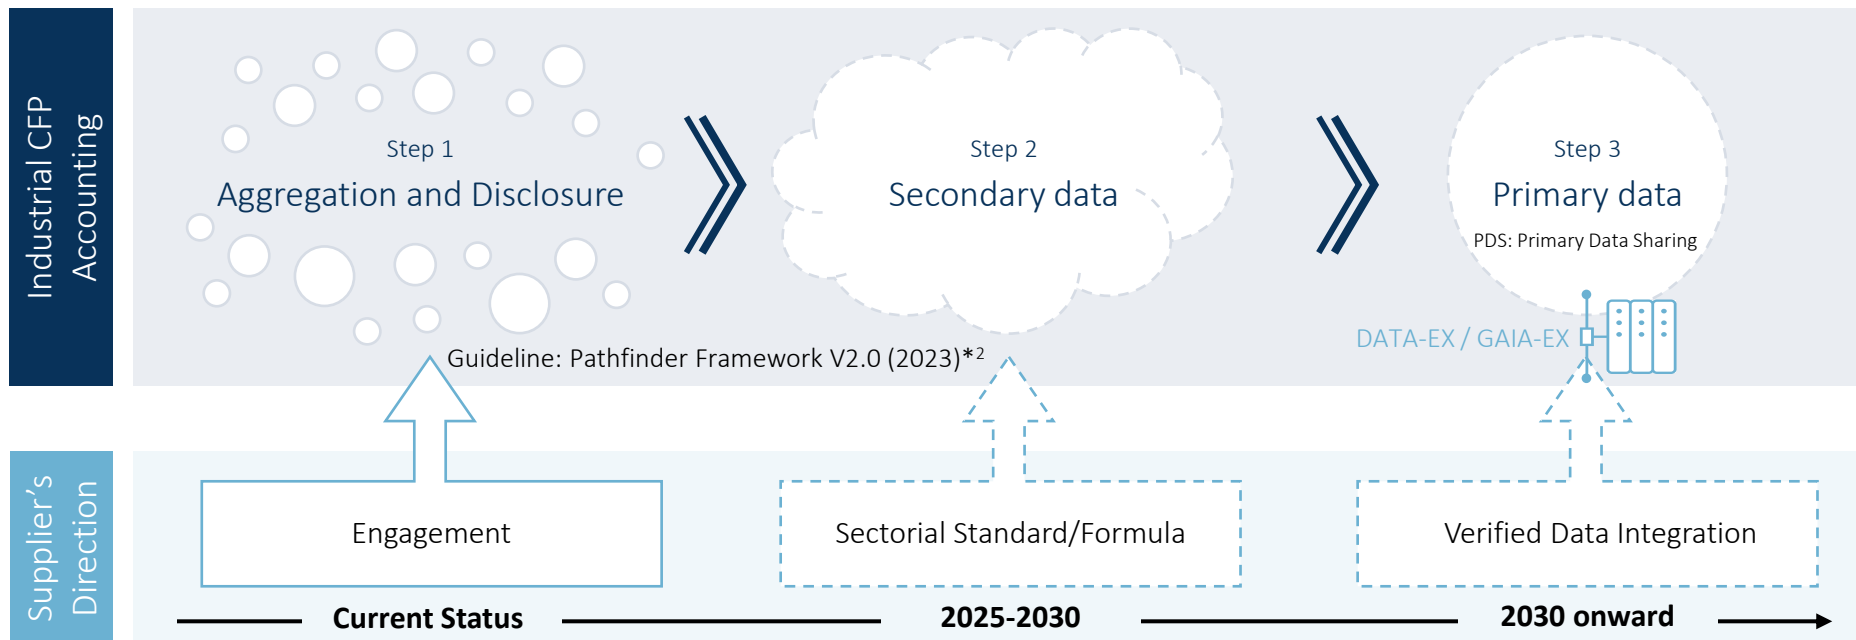 Industrial CFP
Accounting
Step 1
Aggregation and Disclosure
Step 2
Secondary data
Step 3
Primary data
PDS: Primary Data Sharing
DATA-EX / GAIA-EX
Guideline: Pathfinder Framework V2.0 (2023)*2
Supplier’s
Direction
Engagement
Sectorial Standard/Formula
Verified Data Integration
Current Status
2025-2030
2030 onward